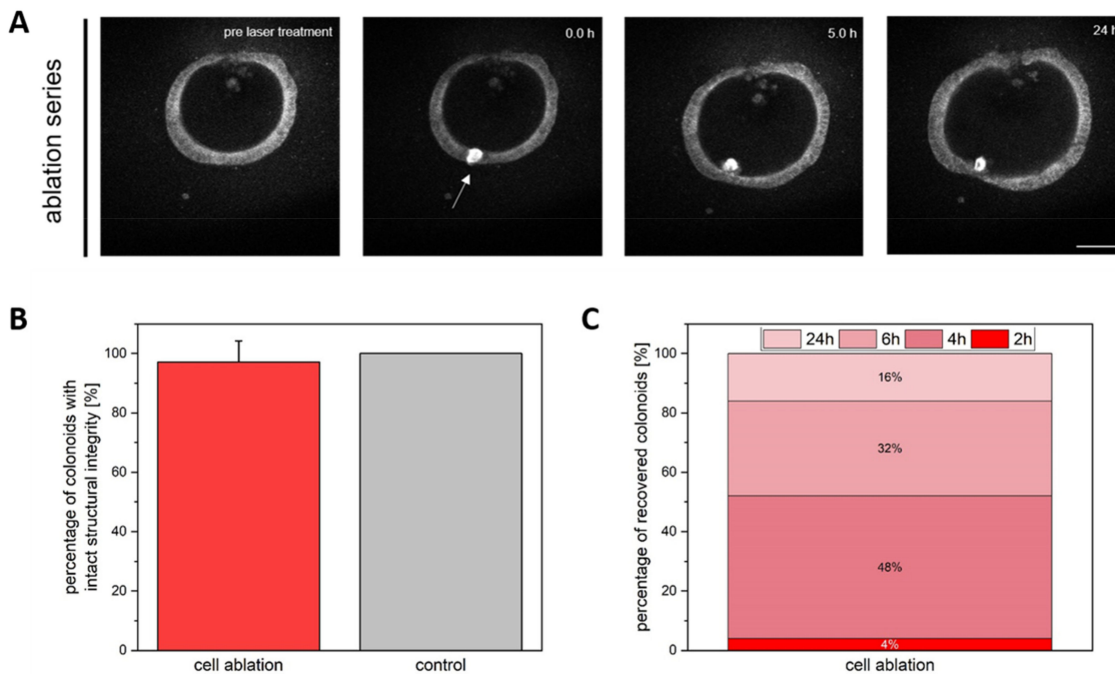 A
ablation series
pre laser treatment
0.0 h
5.0 h
24 h
B
percentage of colonoids with
intact structural integrity [%]
100
80
60
40
20
0
cell ablation
control
C
percentage of recovered colonoids [%]
100
80
60
40
20
0
24h
6h
4h
2h
16%
32%
48%
4%
cell ablation